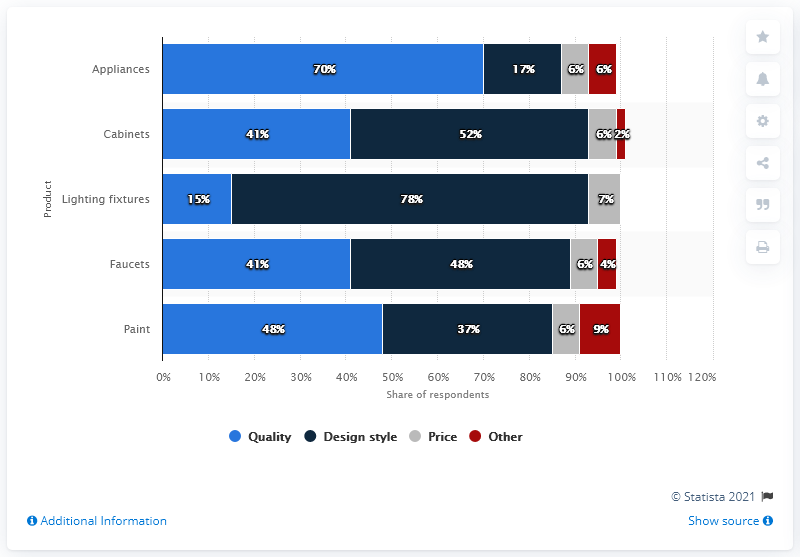 Product
Appliances 70% 17% 6% 6%
Cabinets 41% 52% 6% 2%
Lighting fixtures 15% 78% 7%
Faucets 41% 48% 6% 4%
Paint 48% 37% 6% 9%
0% 10% 20% 30% 40% 50% 60% 70% 80% 90% 100% 110% 120%
Share of respondents
Quality Design style Price Other
© Statista 2021
Additional Information Show source